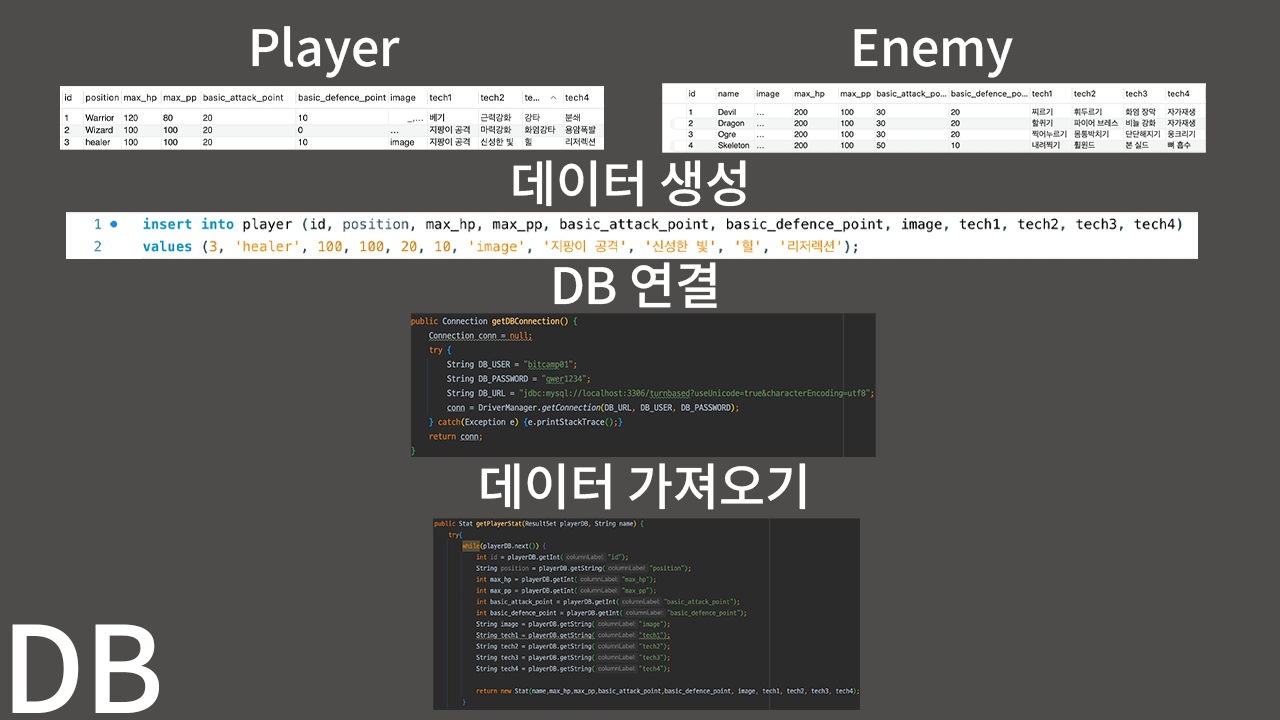 Player
Enemy
id position max_hp max_pp basic_attack_point basic_defence_point image tech1 tech2 te... tech4
1 Warrior 120 80 20 10 _,... 베기 근력강화 강타 분쇄
2 Wizard 100 100 20 0 ... 지팡이 공격 마력강화 화염강타 용암폭발
3 healer 100 100 20 10 image 지팡이 공격 신성한 빛 힐 리저렉션
id name image max_hp max_pp basic_attack_po... basic_defence_po... tech1 tech2 tech3 tech4
1 Devil ... 200 100 30 20 찌르기 휘두르기 화염 장막 자가재생
2 Dragon ... 200 100 30 20 할퀴기 파이어 브레스 비늘 강화 자가재생
3 Ogre ... 200 100 30 20 찍어누르기 몸통박치기 단단해지기 웅크리기
4 Skeleton ... 200 100 50 10 내려찍기 휠윈드 본 실드 뼈 흡수
데이터 생성
1 insert into player (id, position, max_hp, max_pp, basic_attack_point, basic_defence_point, image, tech1, tech2, tech3, tech4)
2 values (3, 'healer', 100, 100, 20, 10, 'image', '지팡이 공격', '신성한 빛', '힐', '리저렉션');
DB 연결
public Connection getDBConnection() {
Connection conn = null;
try {
String DB_USER = "bitcamp01";
String DB_PASSWORD = "qwer1234";
String DB_URL = "jdbc:mysql://localhost:3306/turnbased?useUnicode=true&characterEncoding=utf8";
conn = DriverManager.getConnection(DB_URL, DB_USER, DB_PASSWORD);
} catch(Exception e) {e.printStackTrace();}
return conn;
}
데이터 가져오기
public Stat getPlayerStat(ResultSet playerDB, String name) {
try{
while(playerDB.next()) {
int id = playerDB.getInt( columnLabel: "id");
String position = playerDB.getString( columnLabel: "position");
int max_hp = playerDB.getInt( columnLabel: "max_hp");
int max_pp = playerDB.getInt( columnLabel: "max_pp");
int basic_attack_point = playerDB.getInt( columnLabel: "basic_attack_point");
int basic_defence_point = playerDB.getInt( columnLabel: "basic_defence_point");
String image = playerDB.getString( columnLabel: "image");
String tech1 = playerDB.getString( columnLabel: "tech1");
String tech2 = playerDB.getString( columnLabel: "tech2");
String tech3 = playerDB.getString( columnLabel: "tech3");
String tech4 = playerDB.getString( columnLabel: "tech4");
return new Stat(name,max_hp,max_pp,basic_attack_point,basic_defence_point, image, tech1, tech2, tech3, tech4);
}
DB